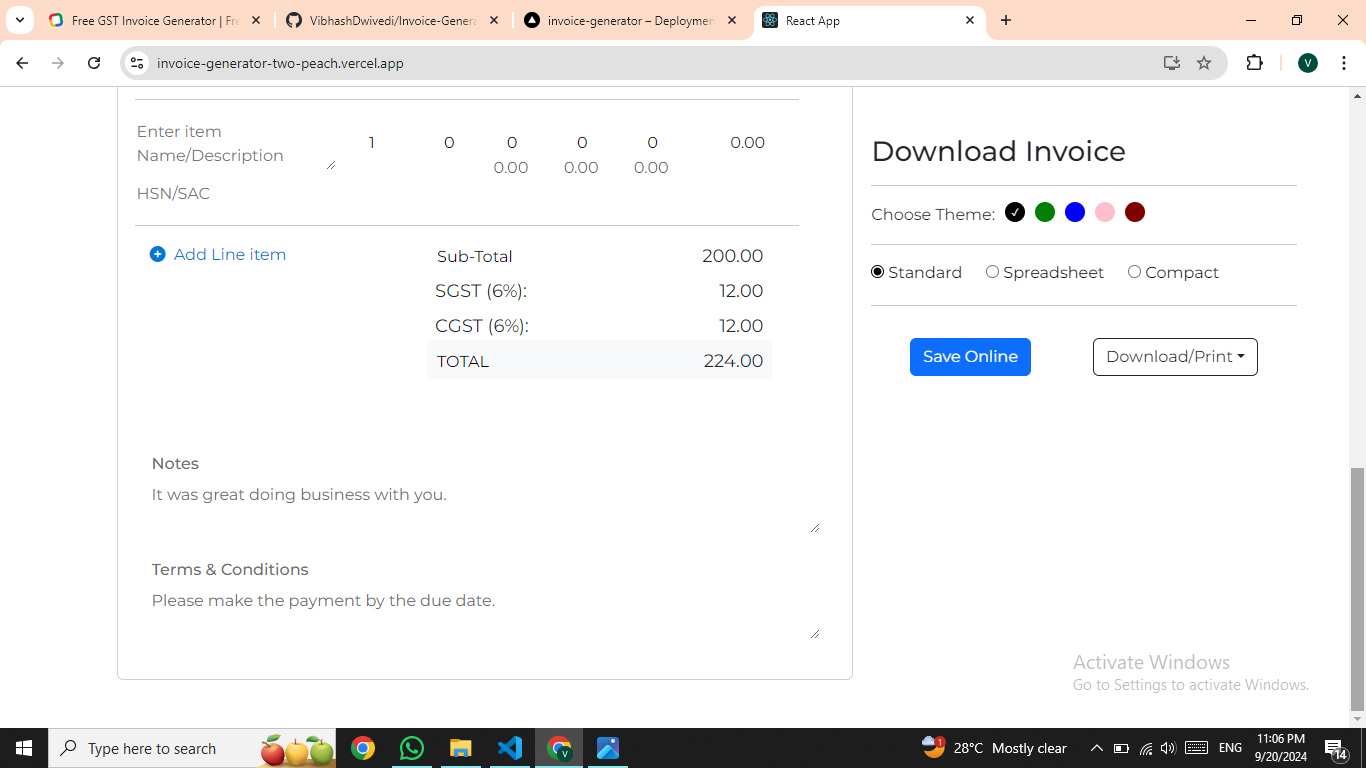 Free GST Invoice Generator | Fre
VibhashDwivedi/Invoice-Genera
invoice-generator – Deploymen
React App
invoice-generator-two-peach.vercel.app
V
Enter item
Name/Description
1 0 0 0 0 0.00
0.00 0.00 0.00
HSN/SAC
Add Line item
Sub-Total 200.00
SGST (6%): 12.00
CGST (6%): 12.00
TOTAL 224.00
Notes
It was great doing business with you.
Terms & Conditions
Please make the payment by the due date.
Download Invoice
Choose Theme:
Standard Spreadsheet Compact
Save Online
Download/Print
Activate Windows
Go to Settings to activate Windows.
Type here to search
V
1
28°C Mostly clear
ENG
11:06 PM
9/20/2024
14